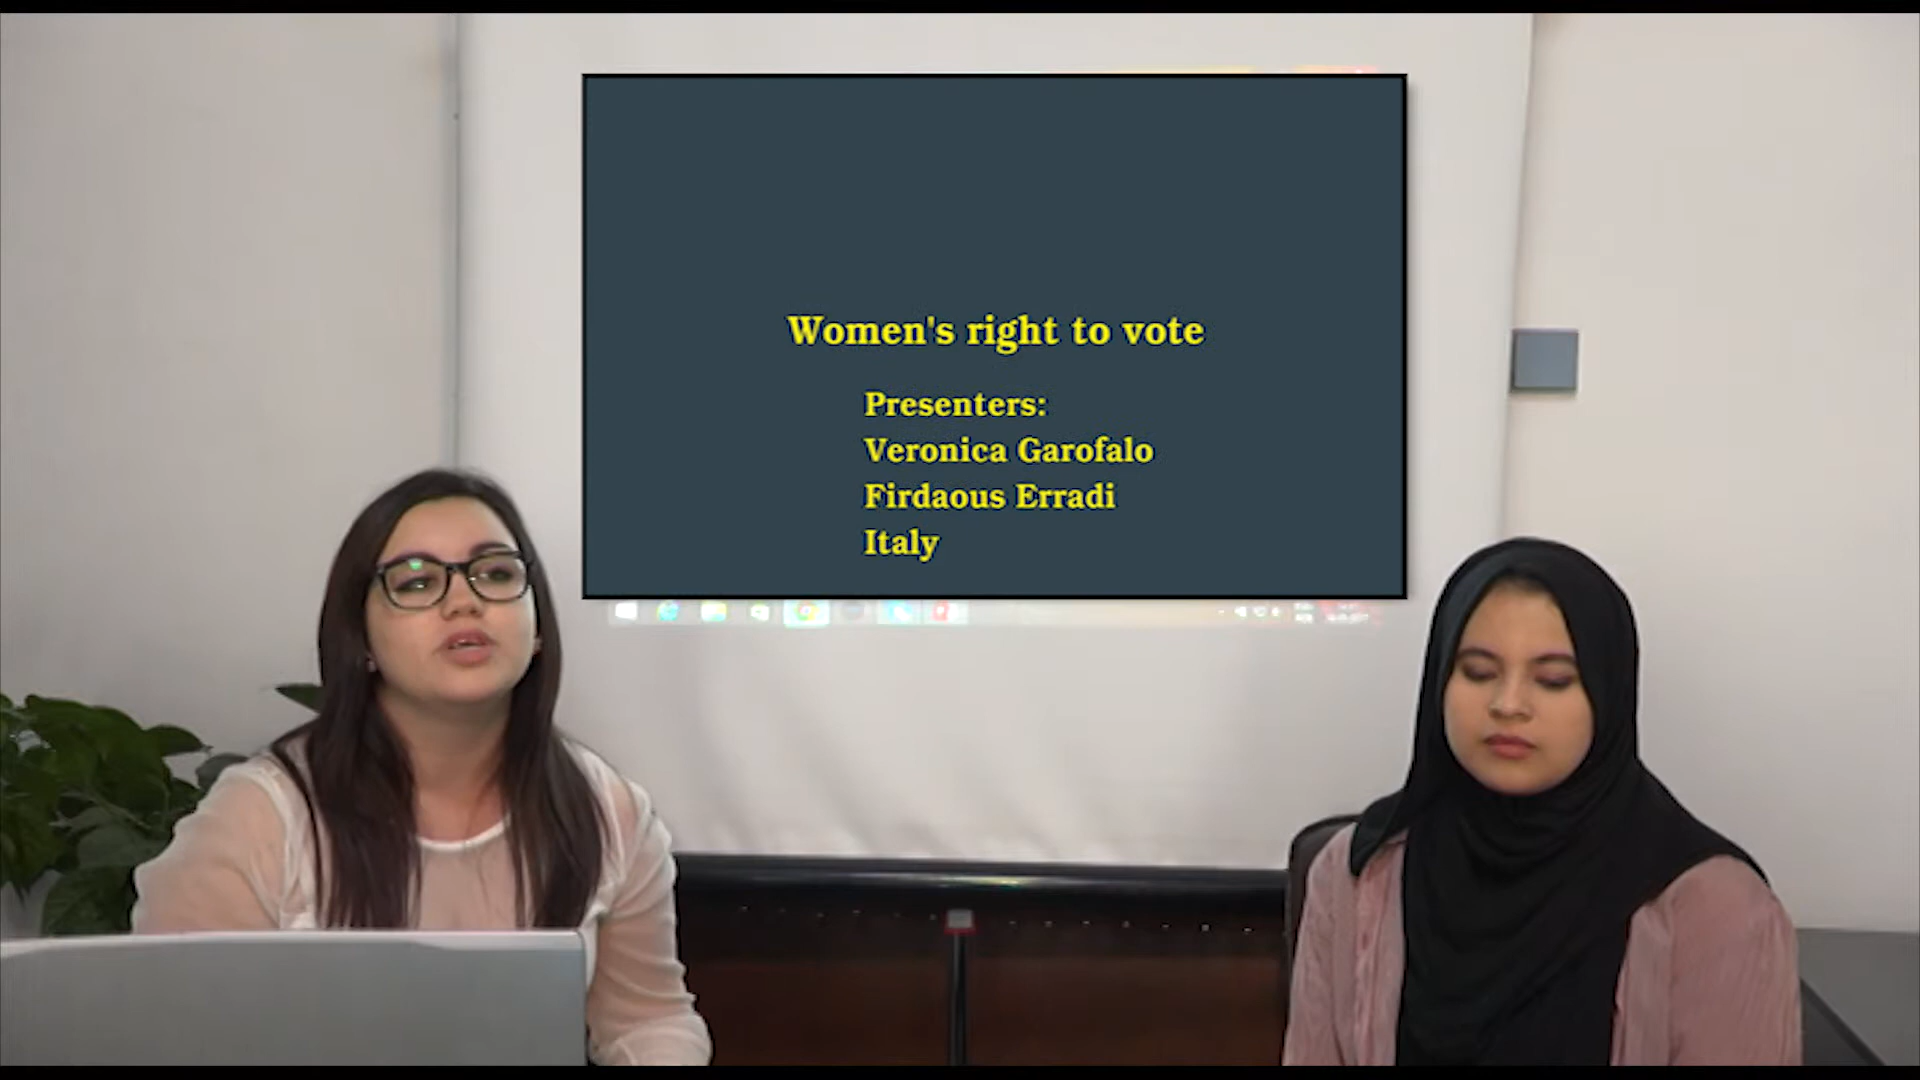 Women's right to vote
Presenters:
Veronica Garofalo
Firdaous Erradi
Italy